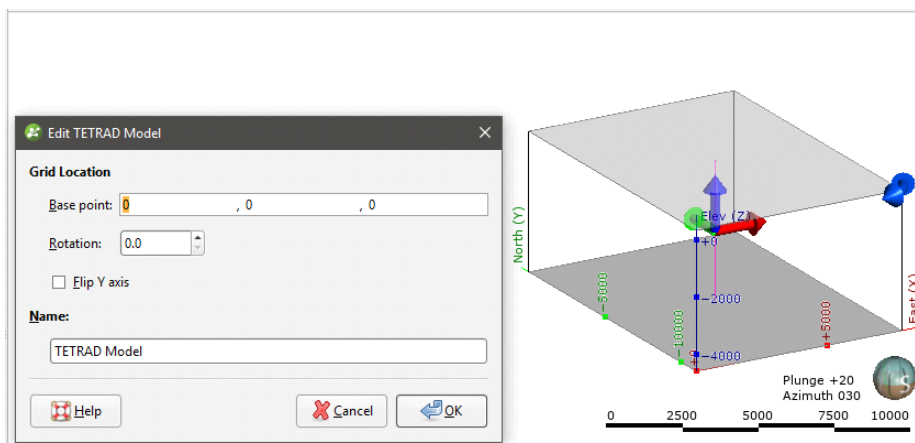 Edit TETRAD Model
Grid Location
Base point: 0 , 0 , 0
Rotation: 0.0
Flip Y axis
Name:
TETRAD Model
Help
Cancel
OK
North (Y)
Elev (Z)
+0
-2000
-4000
-5000
-10000
+0
+5000
East (X)
Plunge +20
Azimuth 030
S
0 2500 5000 7500 10000